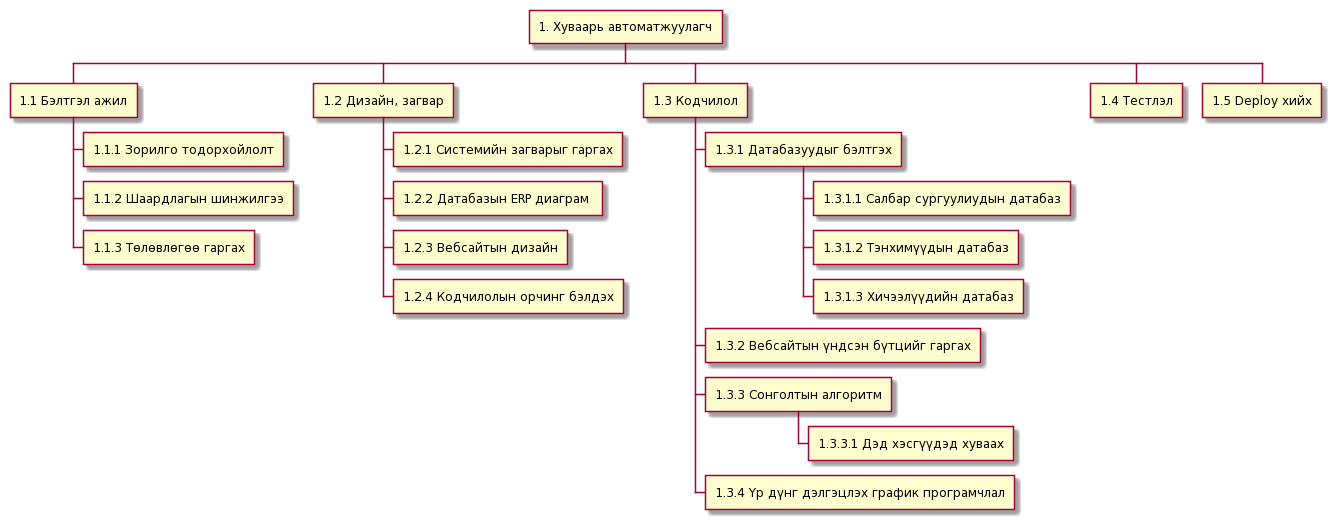 1. Хуваарь автоматжуулагч
1.1 Бэлтгэл ажил
1.1.1 Зорилго тодорхойлолт
1.1.2 Шаардлагын шинжилгээ
1.1.3 Төлөвлөгөө гаргах
1.2 Дизайн, загвар
1.2.1 Системийн загварыг гаргах
1.2.2 Датабазын ERP диаграм
1.2.3 Вебсайтын дизайн
1.2.4 Кодчилолын орчинг бэлдэх
1.3 Кодчилол
1.3.1 Датабазуудыг бэлтгэх
1.3.1.1 Салбар сургуулиудын датабаз
1.3.1.2 Тэнхимүүдын датабаз
1.3.1.3 Хичээлүүдийн датабаз
1.3.2 Вебсайтын үндсэн бүтцийг гаргах
1.3.3 Сонголтын алгоритм
1.3.3.1 Дэд хэсгүүдэд хуваах
1.3.4 Үр дүнг дэлгэцлэх график програмчлал
1.4 Тестлэл
1.5 Deploy хийх